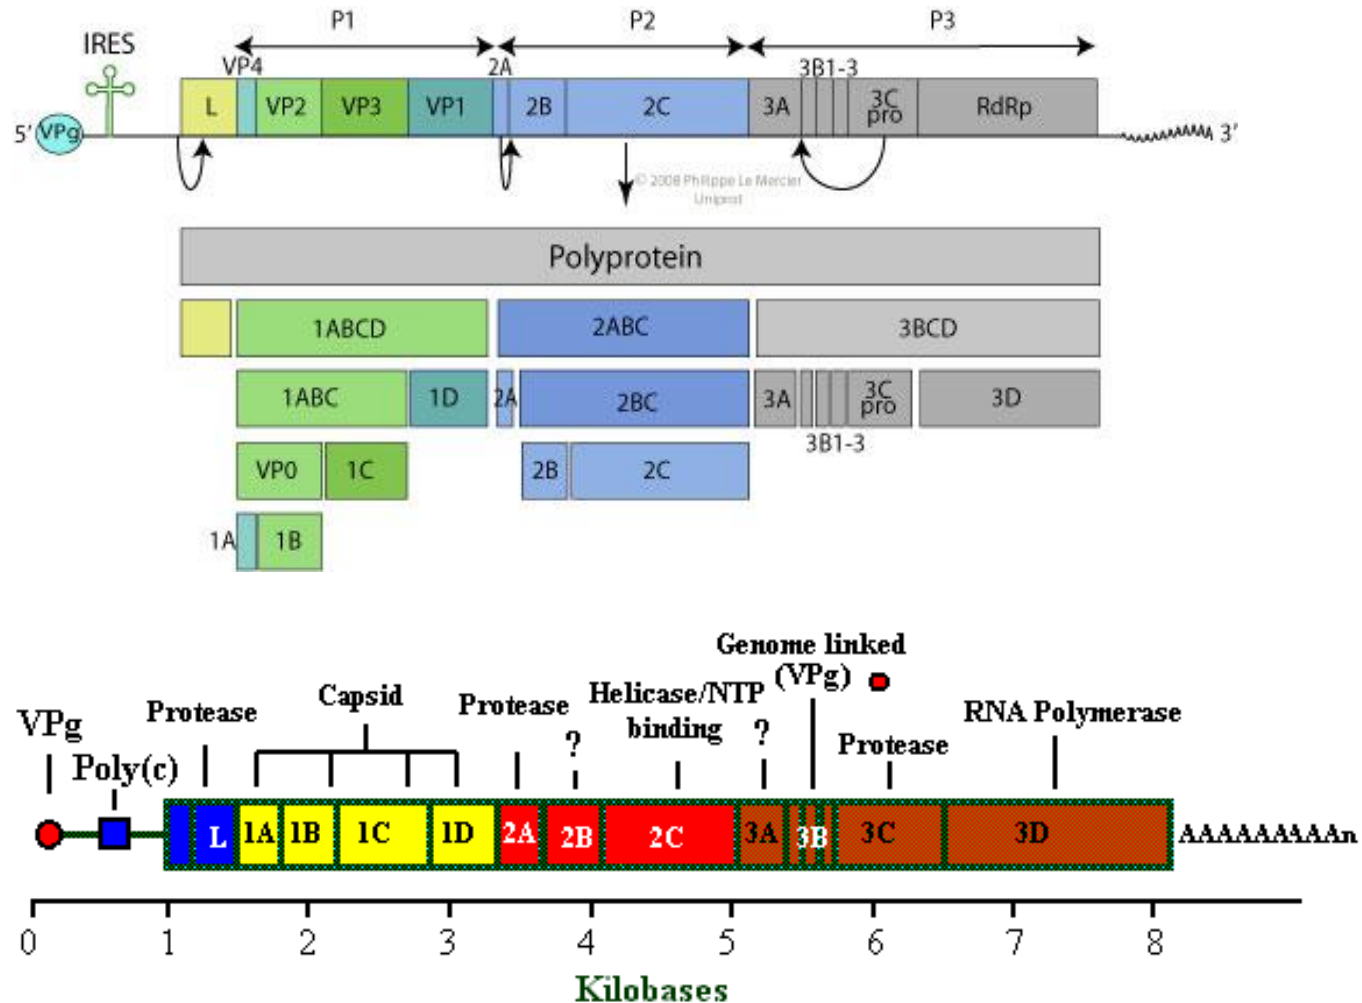 P1 P2 P3
IRES
VP4 2A 3B1-3
L VP2 VP3 VP1 2B 2C 3A 3C pro RdRp
5' VPg 3'
© 2008 Philippe Le Mercier
Uniprot
Polyprotein
1ABCD 2ABC 3BCD
1ABC 1D 2A 2BC 3A 3C pro 3D
3B1-3
VP0 1C 2B 2C
1A 1B
Genome linked
(VPg)
Capsid Helicase/NTP
binding
VPg Protease Protease ? ? RNA Polymerase
Poly(c) Protease
L 1A 1B 1C 1D 2A 2B 2C 3A 3B 3C 3D AAAAAAAAAn
0 1 2 3 4 5 6 7 8
Kilobases